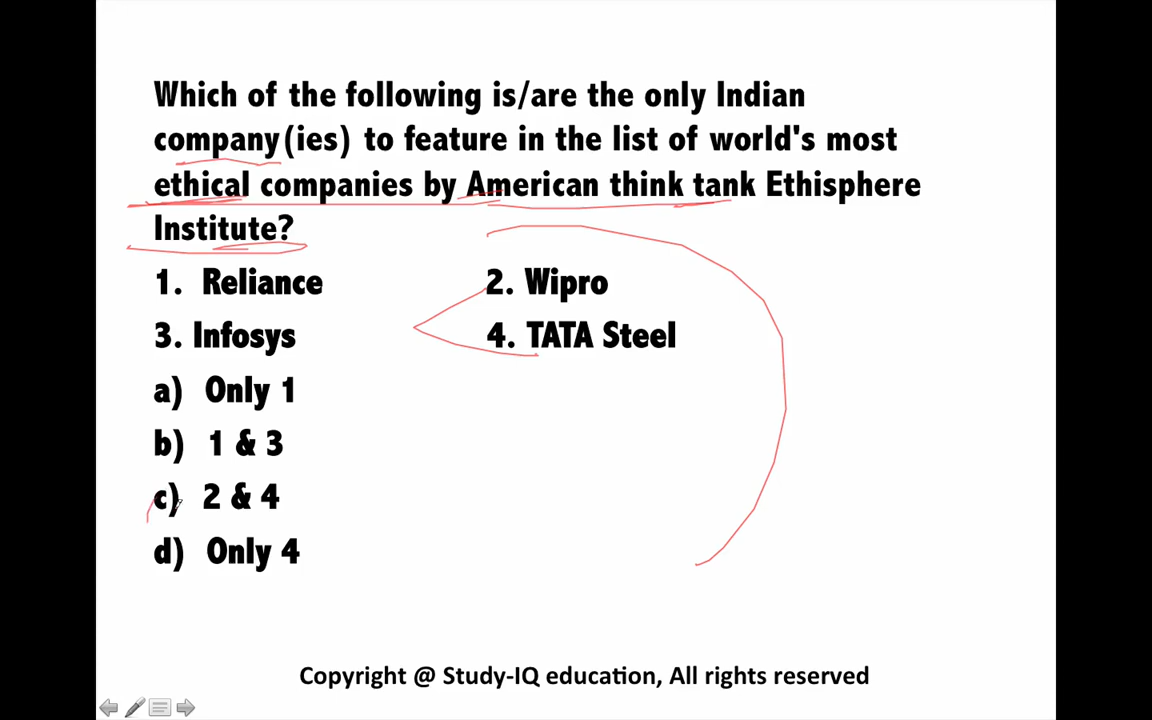 Which of the following is/are the only Indian
company(ies) to feature in the list of world's most
ethical companies by American think tank Ethisphere
Institute?
1. Reliance 2. Wipro
3. Infosys 4. TATA Steel
a) Only 1
b) 1 & 3
c) 2 & 4
d) Only 4
Copyright @ Study-IQ education, All rights reserved